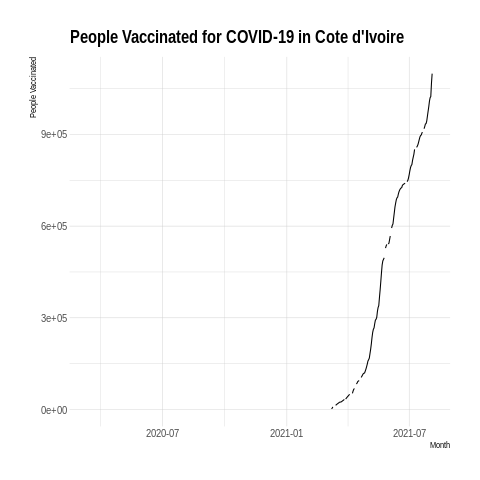 People Vaccinated for COVID-19 in Cote d'Ivoire
People Vaccinated
9e+05
6e+05
3e+05
0e+00
2020-07
2021-01
2021-07
Month